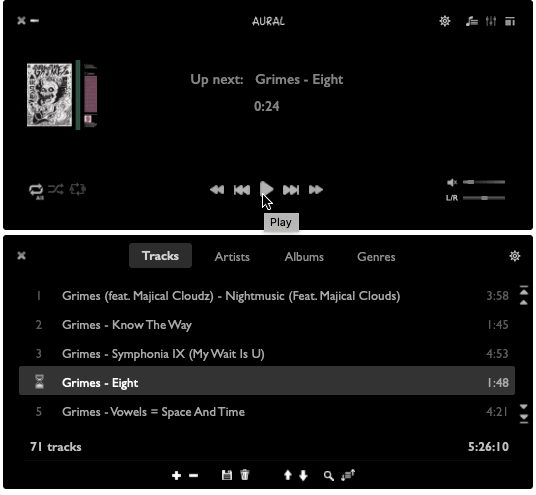 AURAL
Up next: Grimes - Eight
0:24
All
L/R
Play
Tracks Artists Albums Genres
1 Grimes (feat. Majical Cloudz) - Nightmusic (Feat. Majical Clouds) 3:58
2 Grimes - Know The Way 1:45
3 Grimes - Symphonia IX (My Wait Is U) 4:53
Grimes - Eight 1:48
5 Grimes - Vowels = Space And Time 4:21
71 tracks 5:26:10